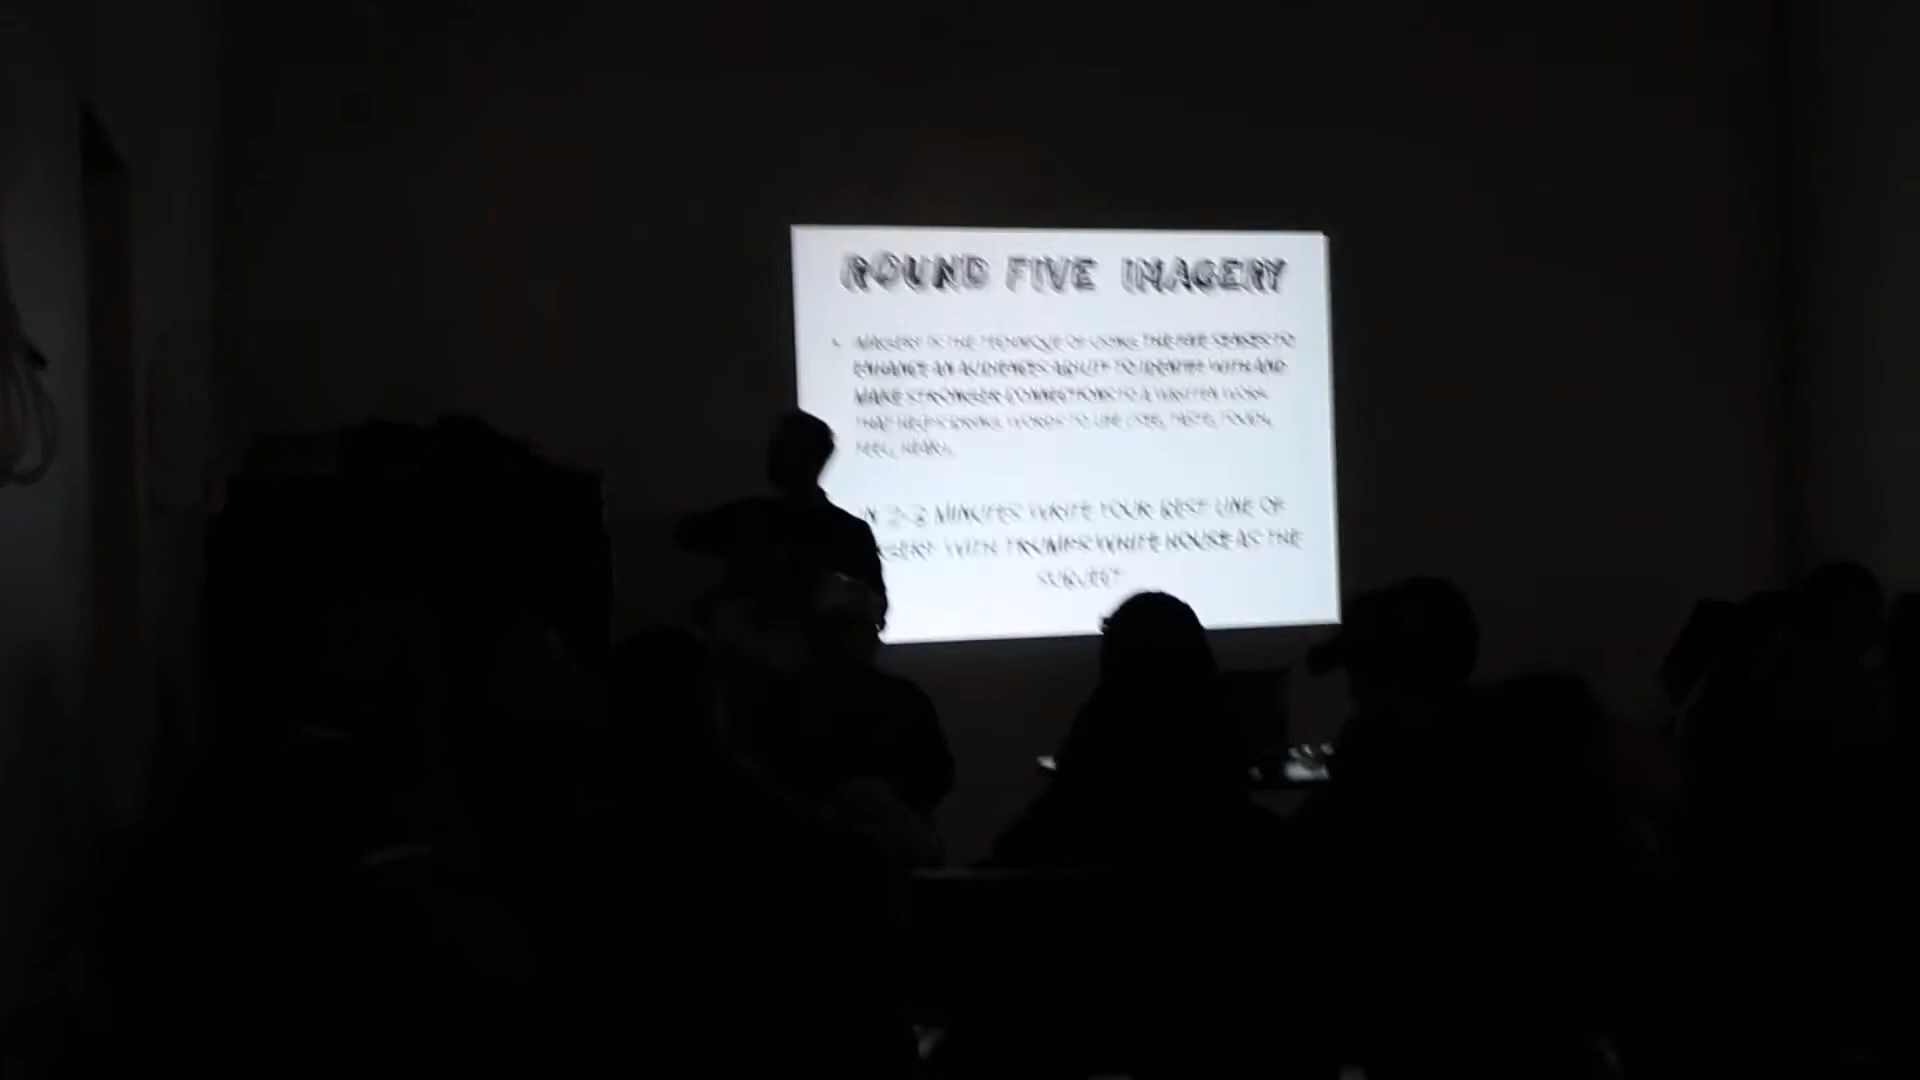 ROUND FIVE IMAGERY
IMAGERY IS THE TECHNIQUE OF USING THE FIVE SENSES TO
ENHANCE AN AUDIENCES ABILITY TO IDENTIFY WITH AND
MAKE STRONGER CONNECTIONS TO A WRITTEN WORK
THAT HELPS BRING WORDS TO LIFE TASTE, TOUCH,
FEEL, HEAR
IN 2-3 MINUTES WRITE YOUR BEST LINE OF
WITH TRUMPS WHITE HOUSE AS THE
SUBJECT